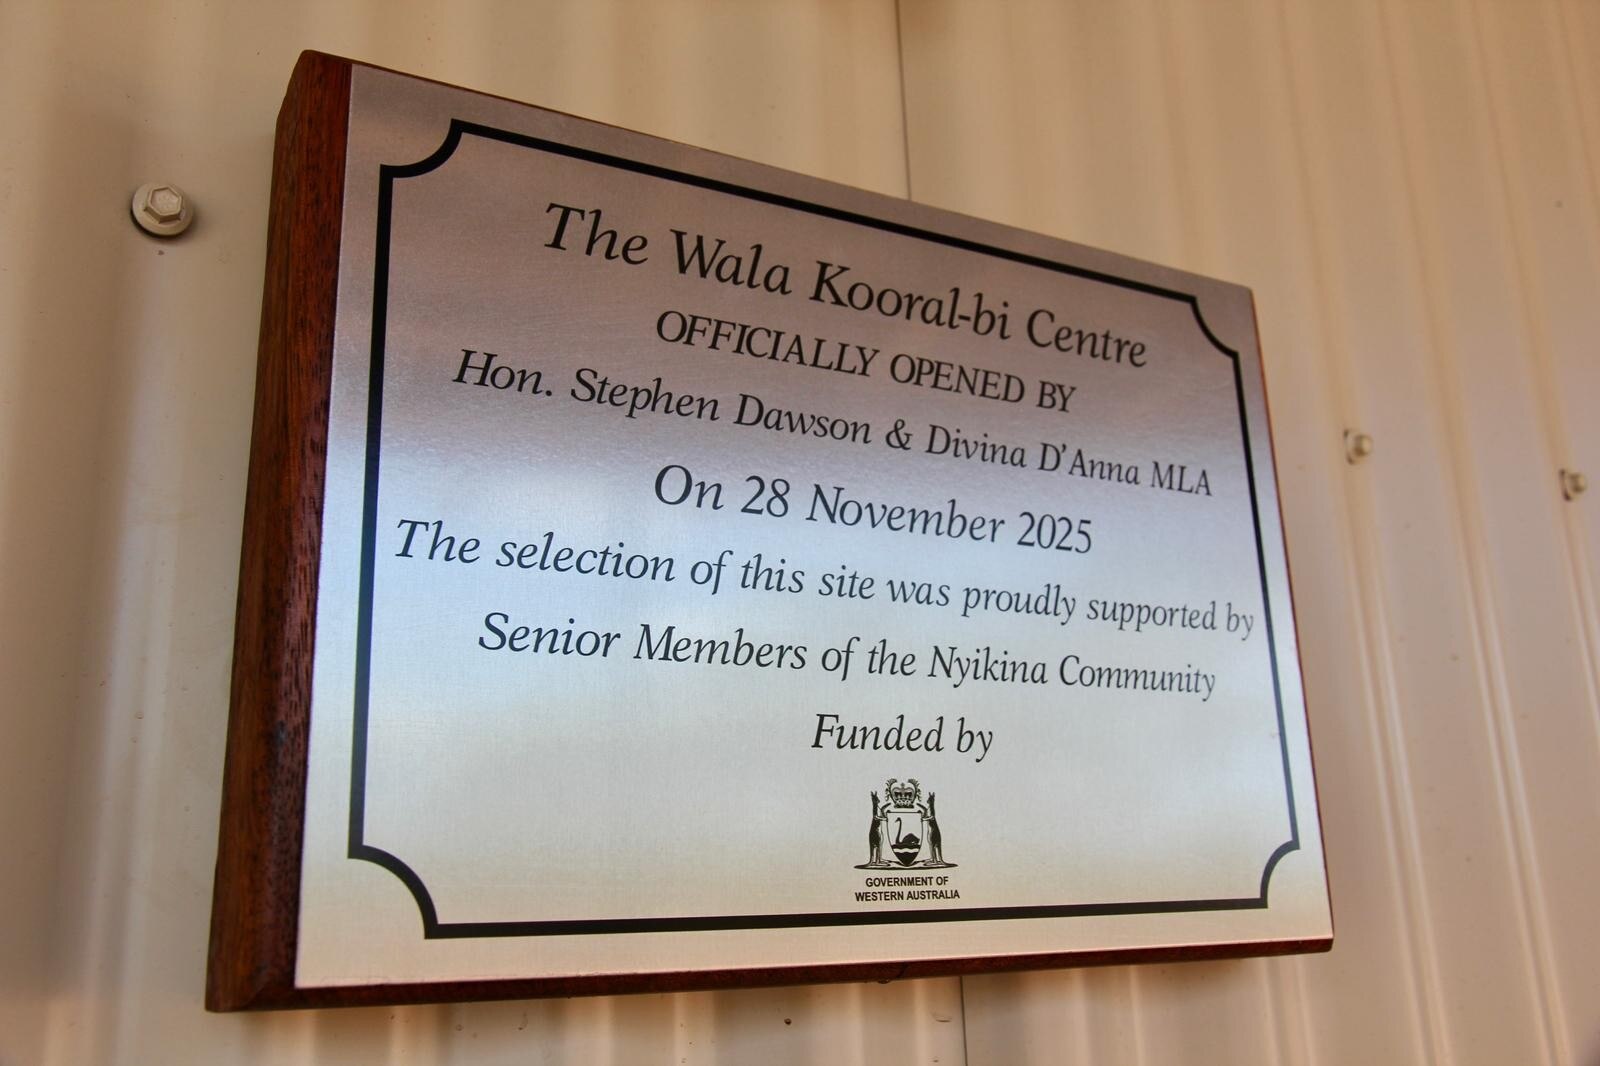 The Wala Kooral-bi Centre
OFFICIALLY OPENED BY
Hon. Stephen Dawson & Divina D'Anna MLA
On 28 November 2025
The selection of this site was proudly supported by
Senior Members of the Nyikina Community
Funded by
GOVERNMENT OF
WESTERN AUSTRALIA